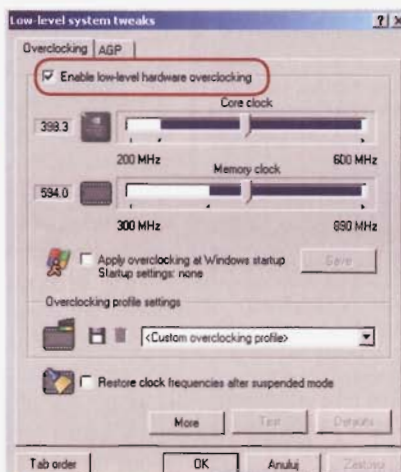 Low-level system tweaks
Overclocking AGP
Enable low-level hardware overclocking
Core clock
398.3
200 MHz 600 MHz
Memory clock
594.0
300 MHz 890 MHz
Apply overclocking at Windows startup
Startup settings: none
Save
Overclocking profile settings
<Custom overclocking profile>
Restore clock frequencies after suspended mode
More Test Defaults
Tab order OK Anuluj Zastosuj